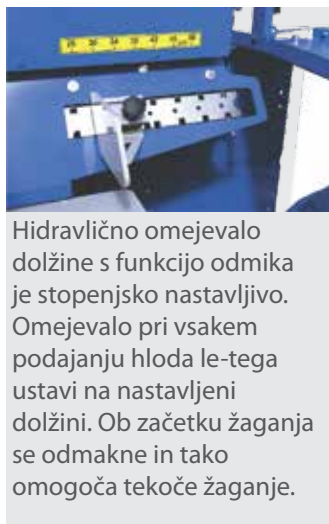 Hidravlično omejevalo
dolžine s funkcijo odmika
je stopenjsko nastavljivo.
Omejevalo pri vsakem
podajanju hloda le-tega
ustavi na nastavljeni
dolžini. Ob začetku žaganja
se odmakne in tako
omogoča tekoče žaganje.